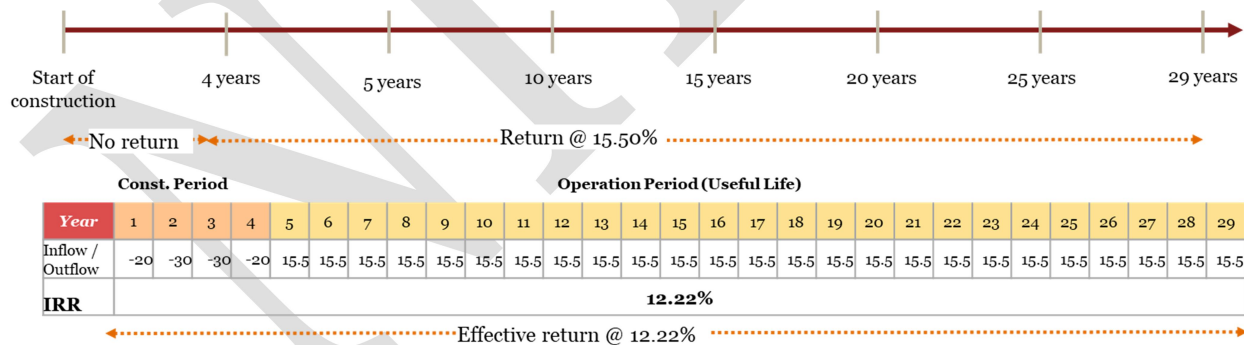 Start of construction 4 years 5 years 10 years 15 years 20 years 25 years 29 years
No return Return @ 15.50%
Const. Period Operation Period (Useful Life)
Year 1 2 3 4 5 6 7 8 9 10 11 12 13 14 15 16 17 18 19 20 21 22 23 24 25 26 27 28 29
Inflow / Outflow -20 -30 -30 -20 15.5 15.5 15.5 15.5 15.5 15.5 15.5 15.5 15.5 15.5 15.5 15.5 15.5 15.5 15.5 15.5 15.5 15.5 15.5 15.5 15.5 15.5 15.5 15.5 15.5
IRR 12.22%
Effective return @ 12.22%